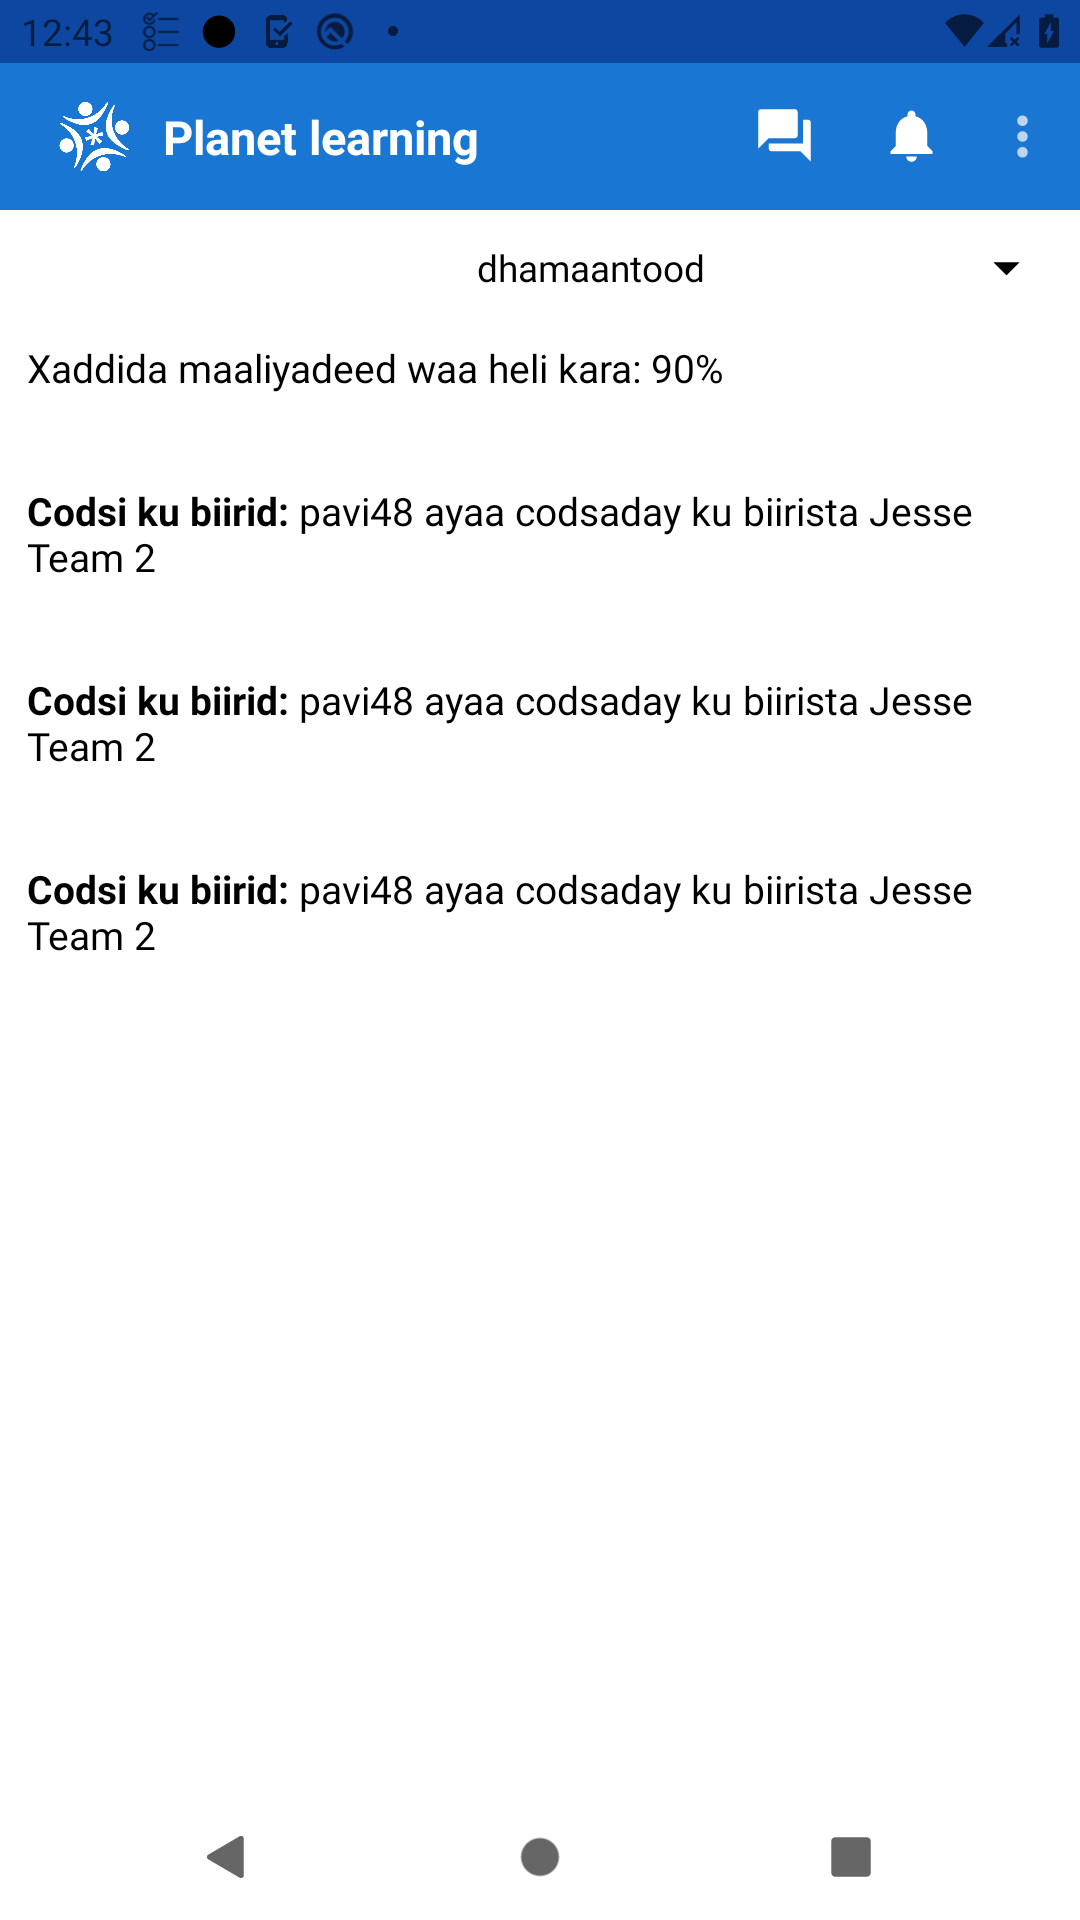 12:43
Planet learning
dhamaantood
Xaddida maaliyadeed waa heli kara: 90%
Codsi ku biirid: pavi48 ayaa codsaday ku biirista Jesse
Team 2
Codsi ku biirid: pavi48 ayaa codsaday ku biirista Jesse
Team 2
Codsi ku biirid: pavi48 ayaa codsaday ku biirista Jesse
Team 2